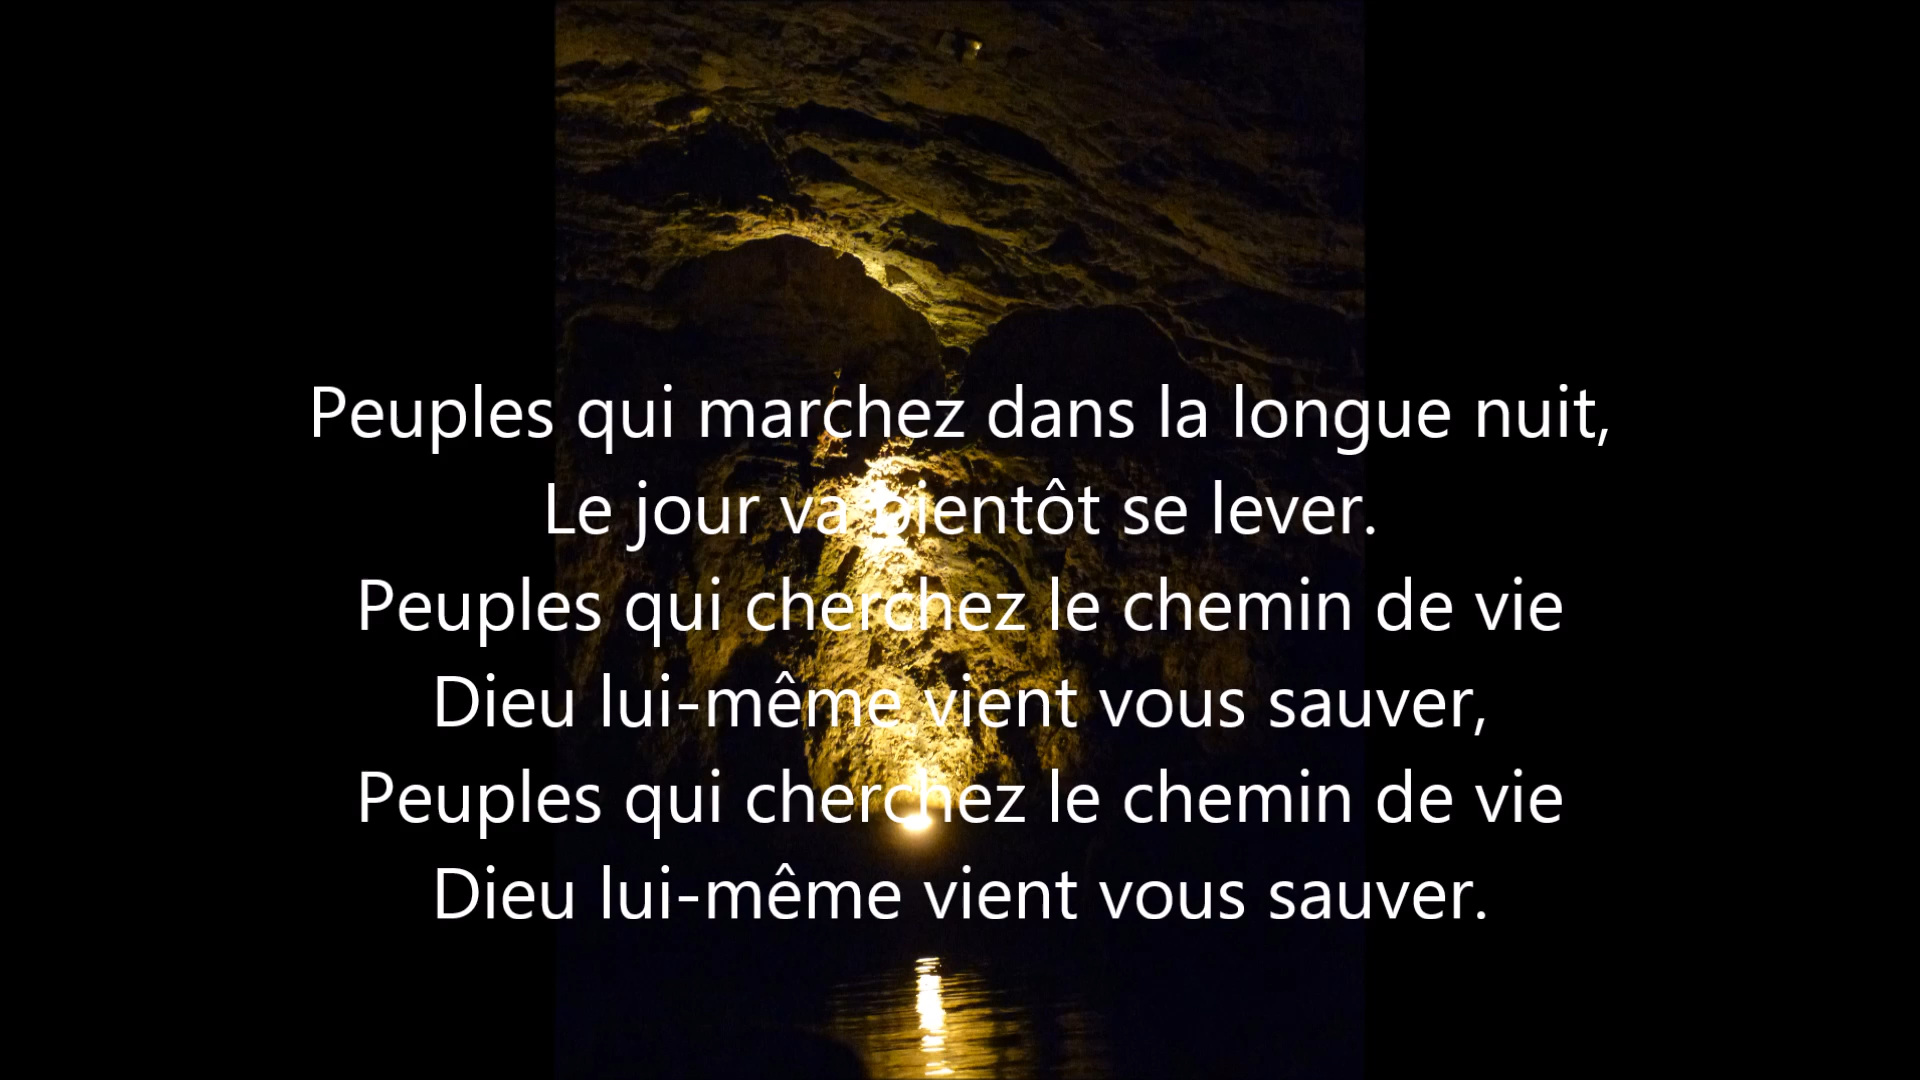 Peuples qui marchez dans la longue nuit,
Le jour va bientôt se lever.
Peuples qui cherchez le chemin de vie
Dieu lui-même vient vous sauver,
Peuples qui cherchez le chemin de vie
Dieu lui-même vient vous sauver.